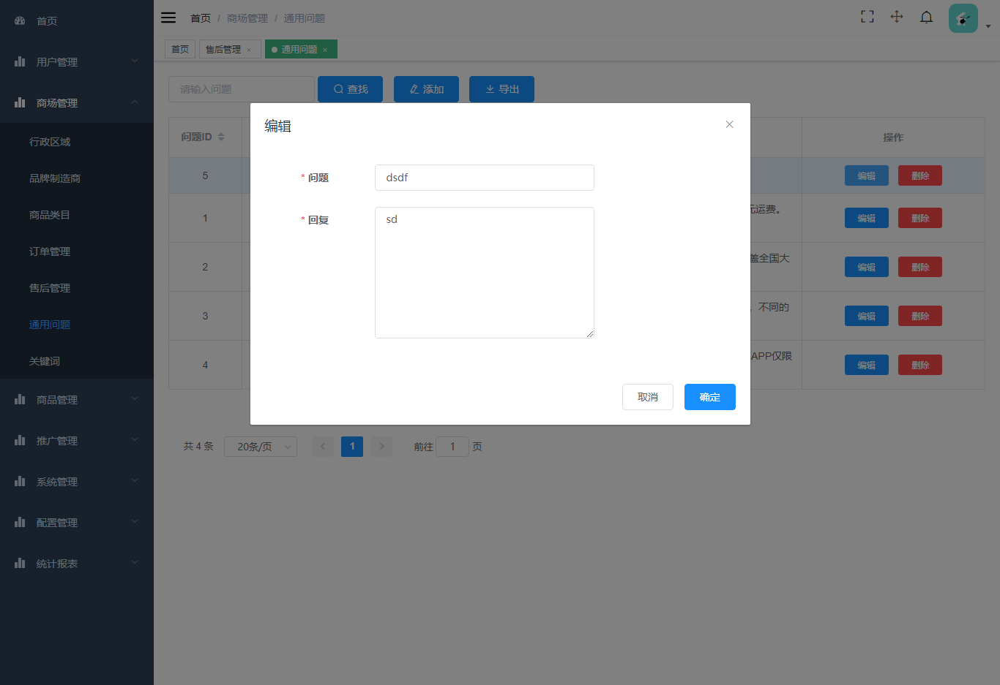 首页
用户管理
商场管理
行政区域
品牌制造商
商品类目
订单管理
售后管理
通用问题
关键词
商品管理
推广管理
系统管理
配置管理
统计报表
首页 / 商场管理 / 通用问题
首页
售后管理 ×
通用问题 ×
请输入问题
查找
添加
导出
问题ID
操作
5
编辑 删除
1
运费。
编辑 删除
2
盖全国大
编辑 删除
3
，不同的
编辑 删除
4
APP仅限
编辑 删除
编辑
* 问题
dsdf
* 回复
sd
取消
确定
共 4 条
20条/页
1
前往 1 页